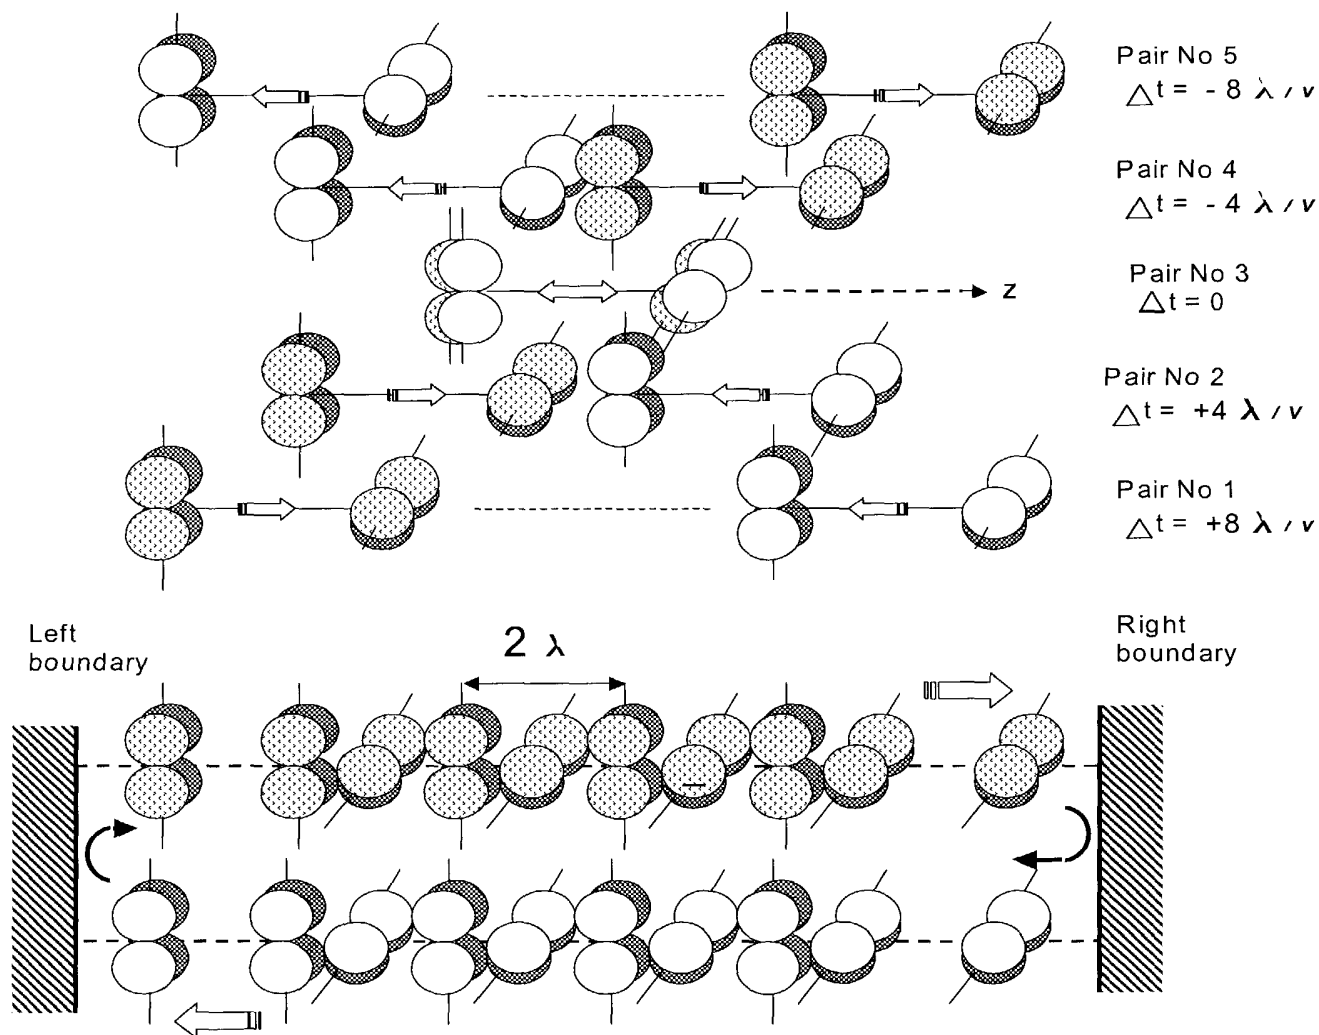 Pair No 5
△t = - 8 λ / v
Pair No 4
△t = - 4 λ / v
z
Pair No 3
△t = 0
Pair No 2
△t = +4 λ / v
Pair No 1
△t = +8 λ / v
Left
boundary
2 λ
Right
boundary